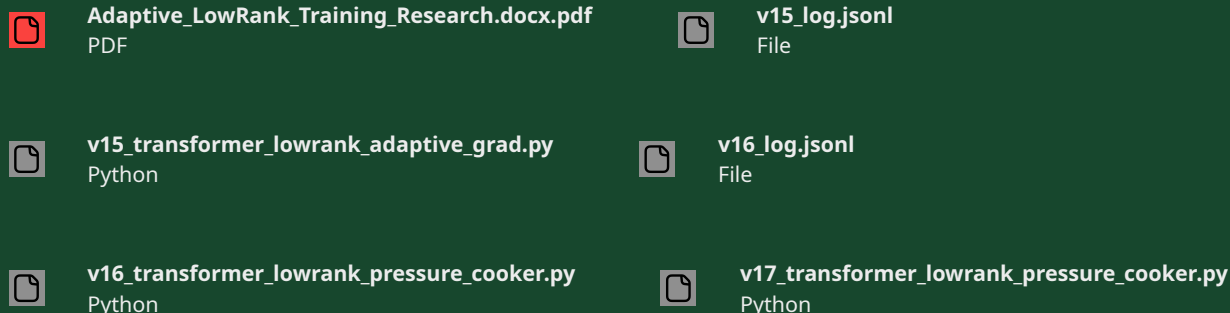 Adaptive_LowRank_Training_Research.docx.pdf
PDF
v15_log.jsonl
File
v15_transformer_lowrank_adaptive_grad.py
Python
v16_log.jsonl
File
v16_transformer_lowrank_pressure_cooker.py
Python
v17_transformer_lowrank_pressure_cooker.py
Python